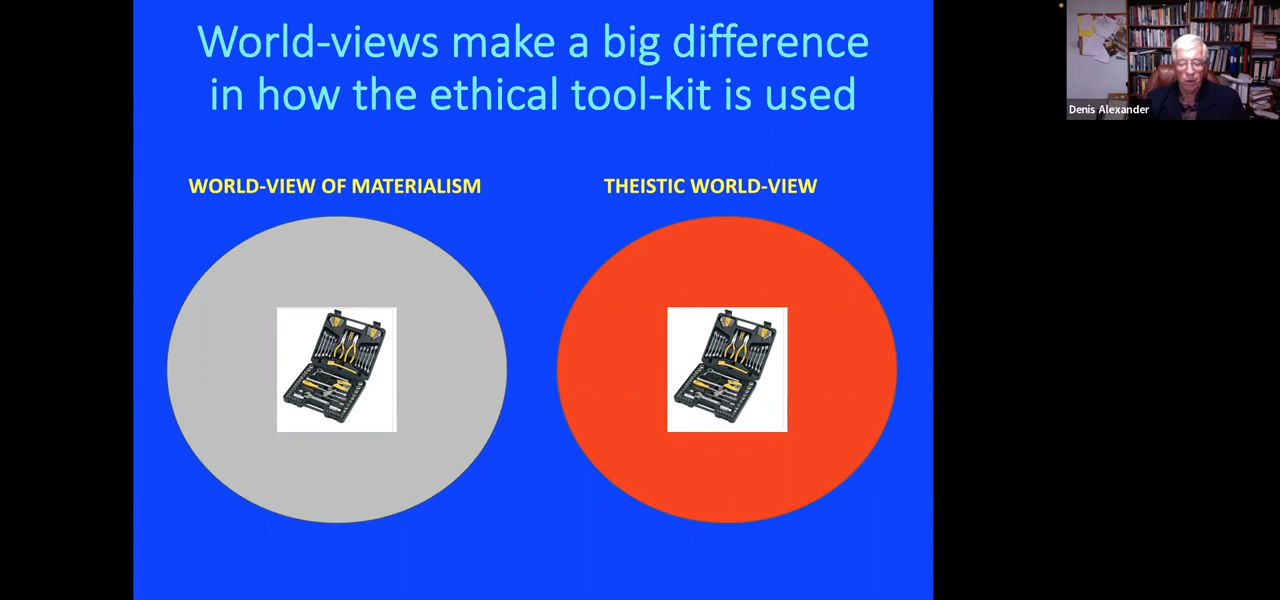 World-views make a big difference
in how the ethical tool-kit is used
WORLD-VIEW OF MATERIALISM
THEISTIC WORLD-VIEW
Denis Alexander